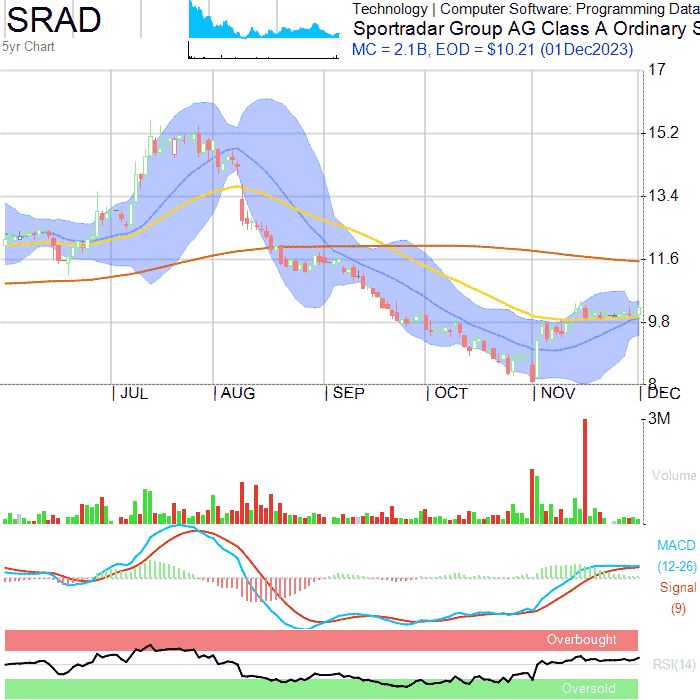 SRAD
5yr Chart
Technology | Computer Software: Programming Data
Sportradar Group AG Class A Ordinary S
MC = 2.1B, EOD = $10.21 (01Dec2023)
17
15.2
13.4
11.6
9.8
8
JUL
AUG
SEP
OCT
NOV
DEC
3M
Volume
MACD
(12-26)
Signal
(9)
Overbought
RSI(14)
Oversold